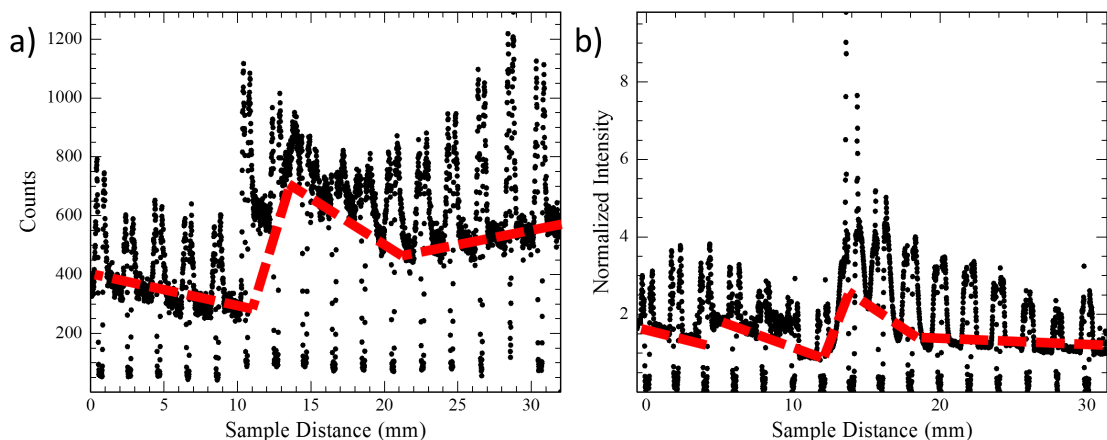 a)
1200
1000
800
600
400
200
Counts
0 5 10 15 20 25 30
Sample Distance (mm)
b)
8
6
4
2
Normalized Intensity
0 10 20 30
Sample Distance (mm)